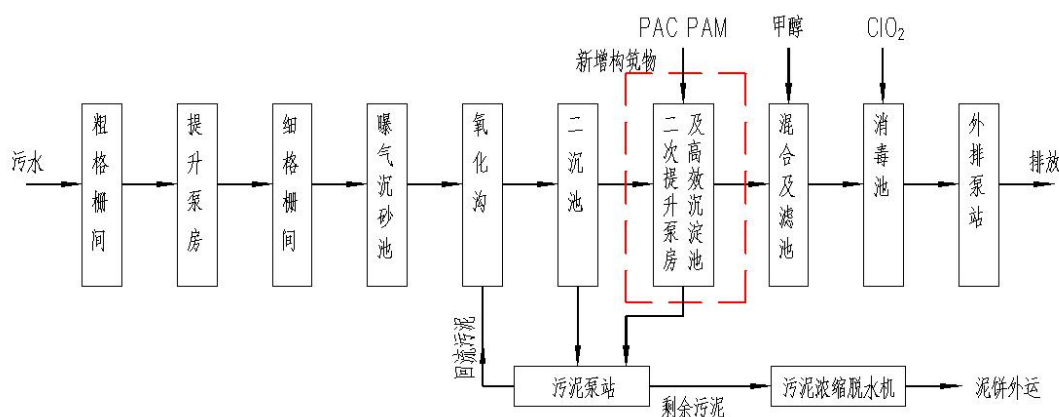 PAC PAM
甲醇
ClO₂
新增构筑物
污水
粗格栅间
提升泵房
细格栅间
曝气沉砂池
氧化沟
二沉池
二次提升泵房
及高效沉淀池
混合及滤池
消毒池
外排泵站
排放
回流污泥
污泥泵站
剩余污泥
污泥浓缩脱水机
泥饼外运